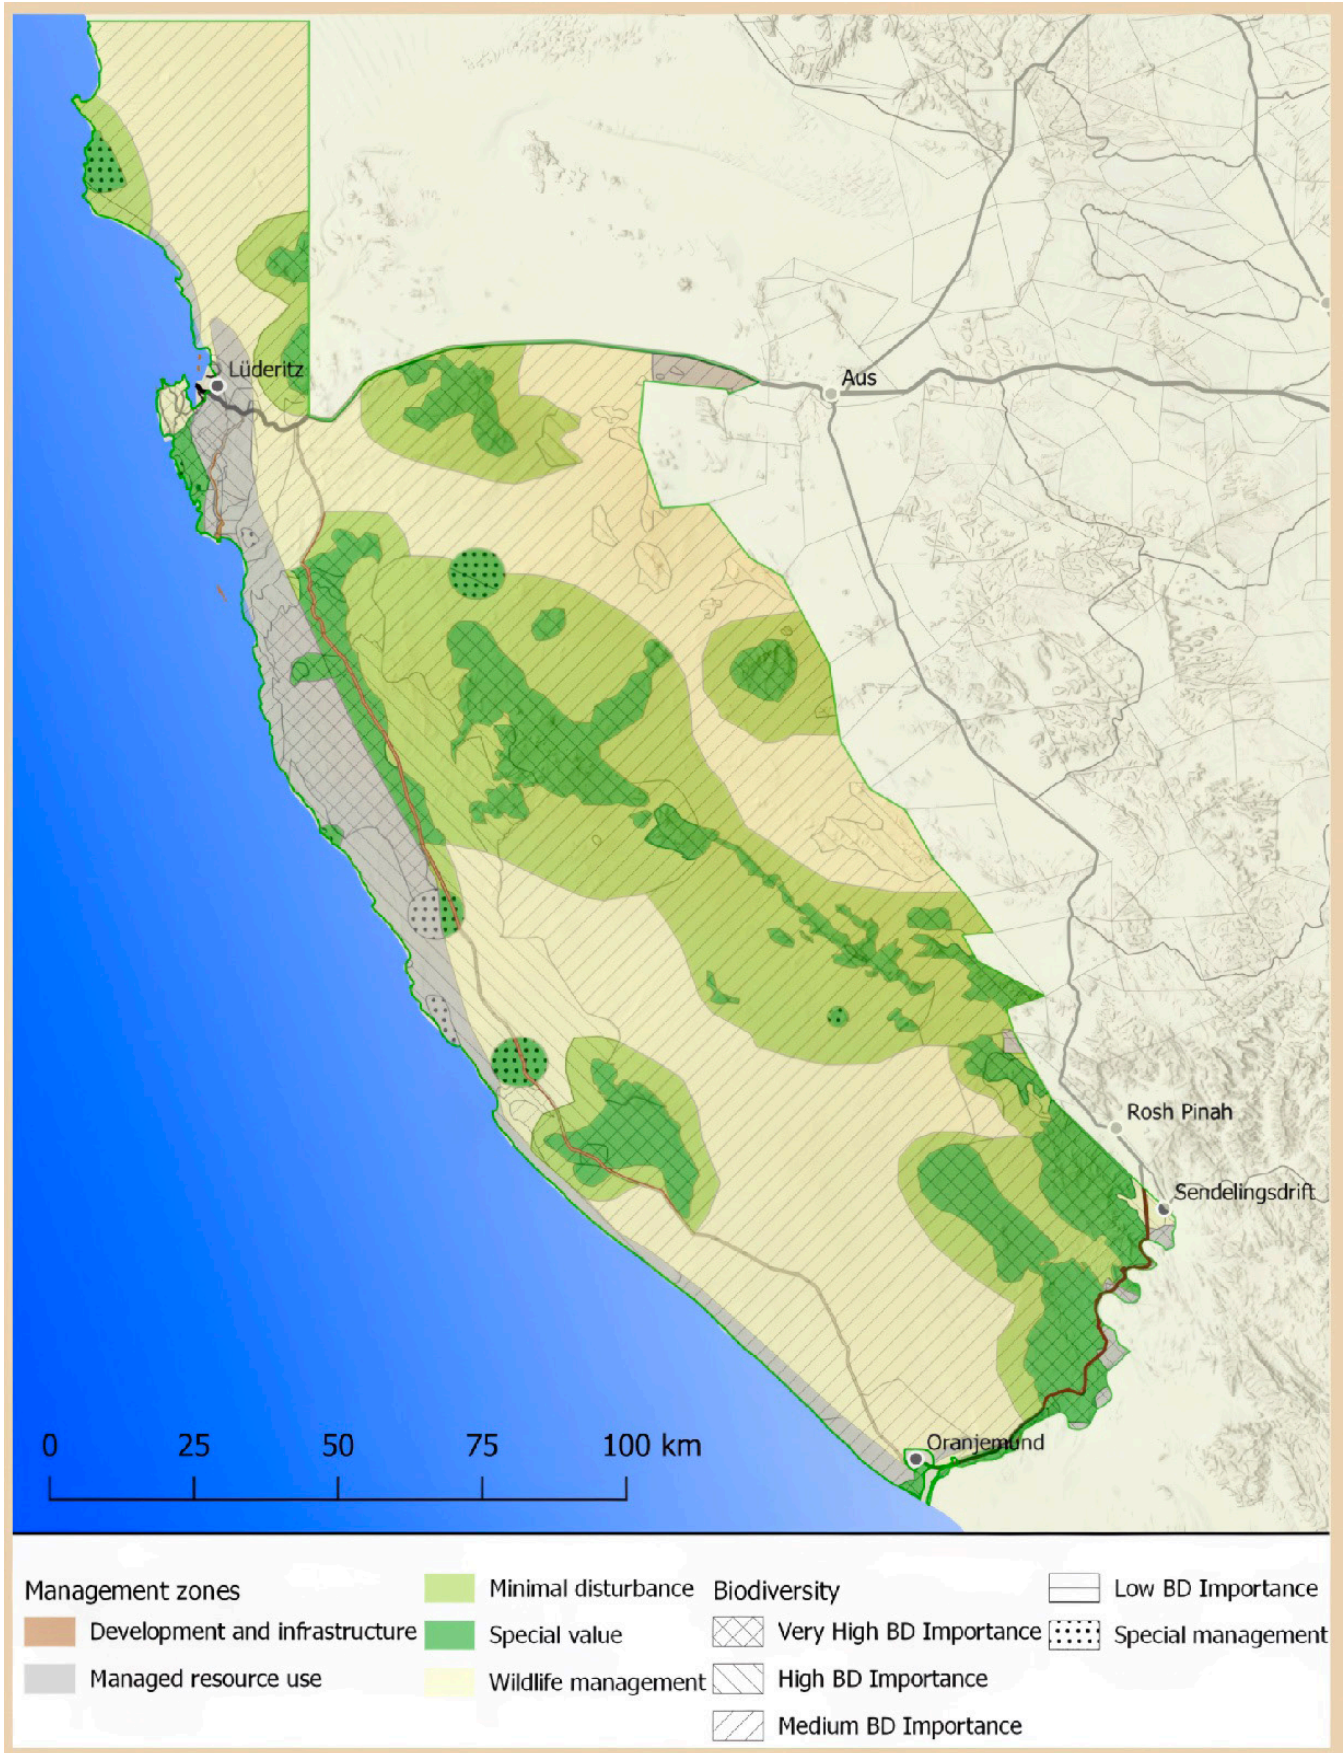 Lüderitz
Aus
Rosh Pinah
Sendelingsdrift
Oranjemund
0 25 50 75 100 km
Management zones
Development and infrastructure
Managed resource use
Minimal disturbance
Special value
Wildlife management
Biodiversity
Very High BD Importance
High BD Importance
Medium BD Importance
Low BD Importance
Special management